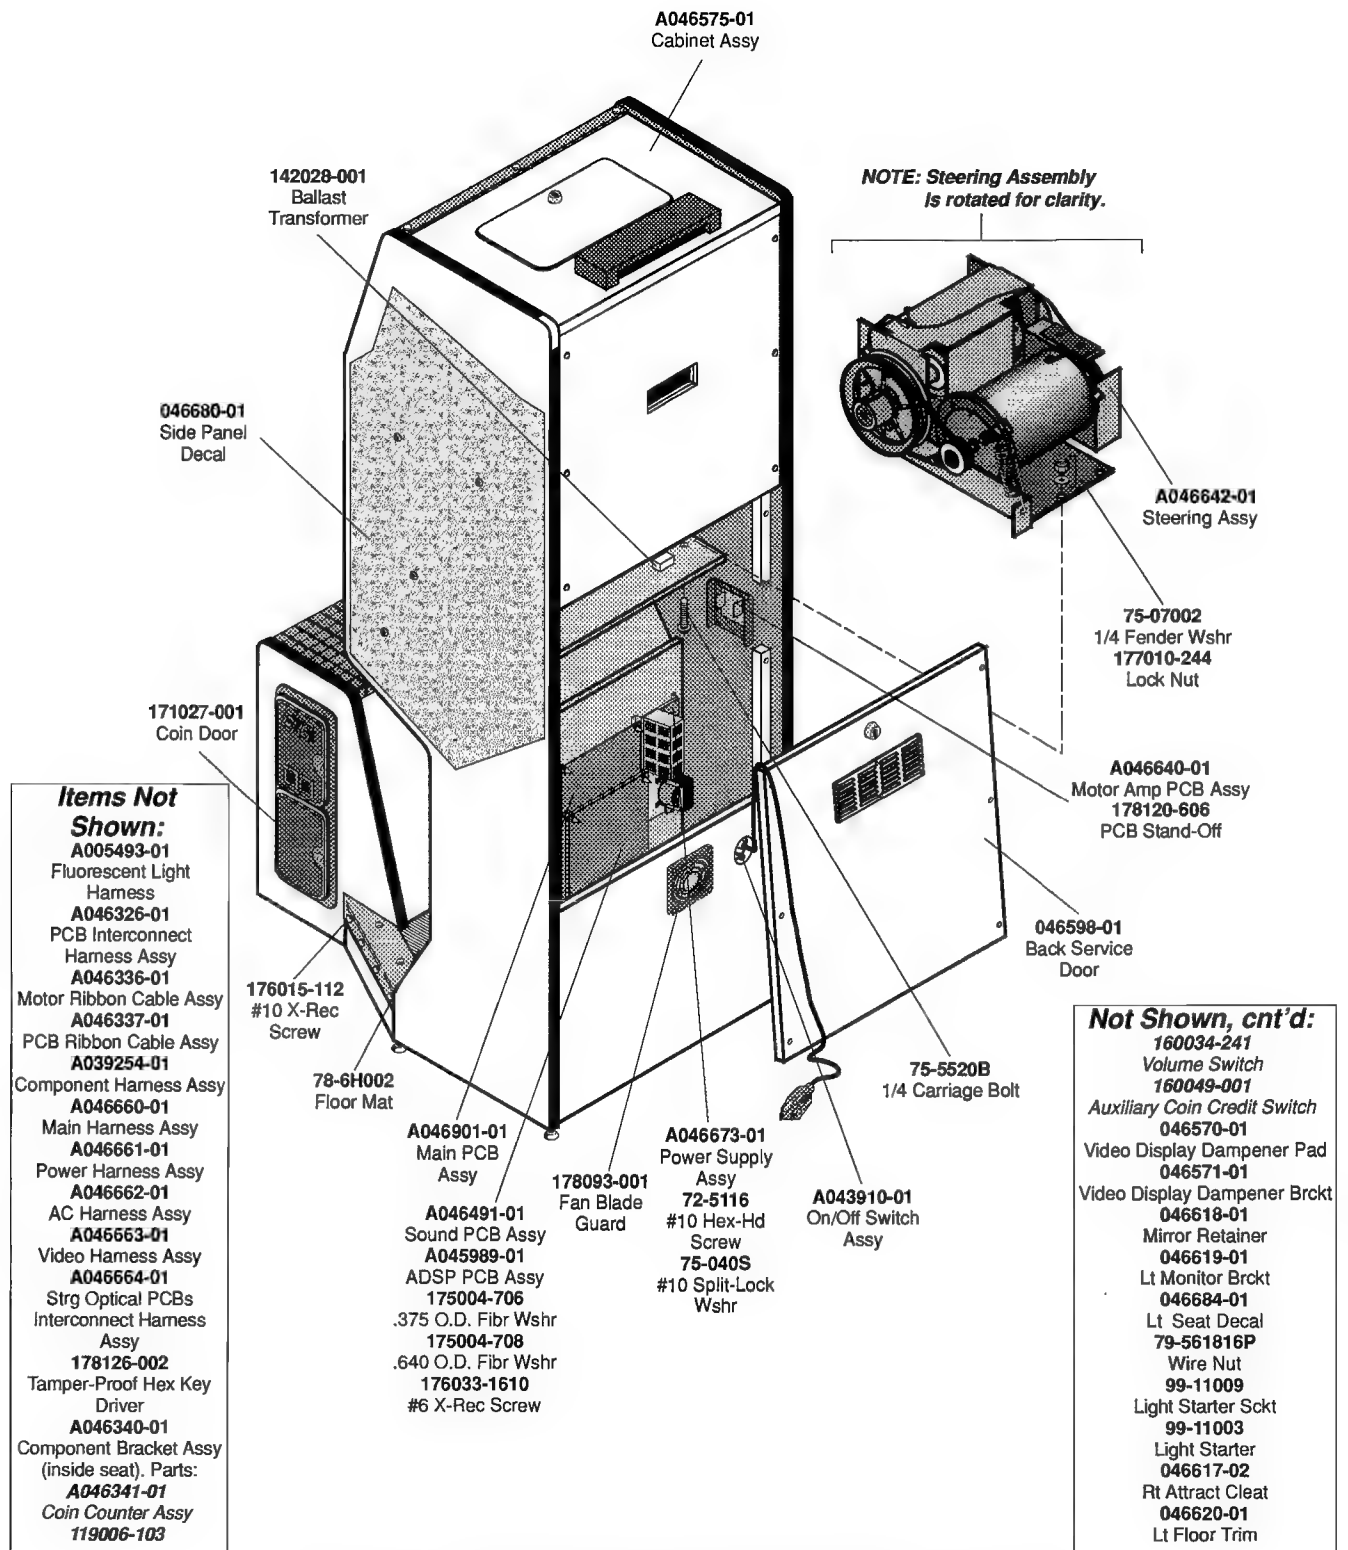 A046575-01
Cabinet Assy
142028-001
Ballast
Transformer
NOTE: Steering Assembly
is rotated for clarity.
046680-01
Side Panel
Decal
A046642-01
Steering Assy
75-07002
1/4 Fender Wshr
177010-244
Lock Nut
171027-001
Coin Door
A046640-01
Motor Amp PCB Assy
178120-606
PCB Stand-Off
046598-01
Back Service
Door
176015-112
#10 X-Rec
Screw
78-6H002
Floor Mat
75-5520B
1/4 Carriage Bolt
A046901-01
Main PCB
Assy
A046491-01
Sound PCB Assy
A045989-01
ADSP PCB Assy
175004-706
.375 O.D. Fibr Wshr
175004-708
.640 O.D. Fibr Wshr
176033-1610
#6 X-Rec Screw
178093-001
Fan Blade
Guard
A046673-01
Power Supply
Assy
72-5116
#10 Hex-Hd
Screw
75-040S
#10 Split-Lock
Wshr
A043910-01
On/Off Switch
Assy
Items Not
Shown:
A005493-01
Fluorescent Light
Harness
A046326-01
PCB Interconnect
Harness Assy
A046336-01
Motor Ribbon Cable Assy
A046337-01
PCB Ribbon Cable Assy
A039254-01
Component Harness Assy
A046660-01
Main Harness Assy
A046661-01
Power Harness Assy
A046662-01
AC Harness Assy
A046663-01
Video Harness Assy
A046664-01
Strg Optical PCBs
Interconnect Harness
Assy
178126-002
Tamper-Proof Hex Key
Driver
A046340-01
Component Bracket Assy
(inside seat). Parts:
A046341-01
Coin Counter Assy
119006-103
Not Shown, cnt'd:
160034-241
Volume Switch
160049-001
Auxiliary Coin Credit Switch
046570-01
Video Display Dampener Pad
046571-01
Video Display Dampener Brckt
046618-01
Mirror Retainer
046619-01
Lt Monitor Brckt
046684-01
Lt Seat Decal
79-561816P
Wire Nut
99-11009
Light Starter Sckt
99-11003
Light Starter
046617-02
Rt Attract Cleat
046620-01
Lt Floor Trim